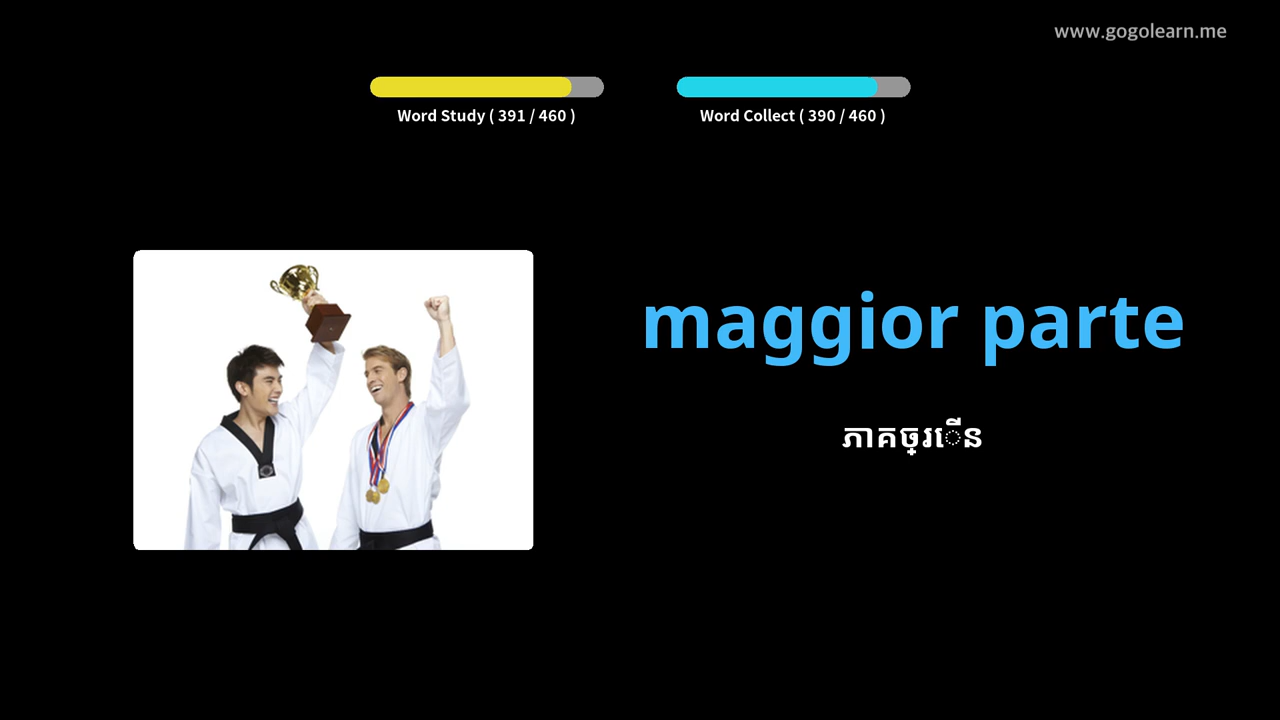 www.gogolearn.me
Word Study ( 391 / 460 )
Word Collect ( 390 / 460 )
maggior parte
ភាគច្រើន